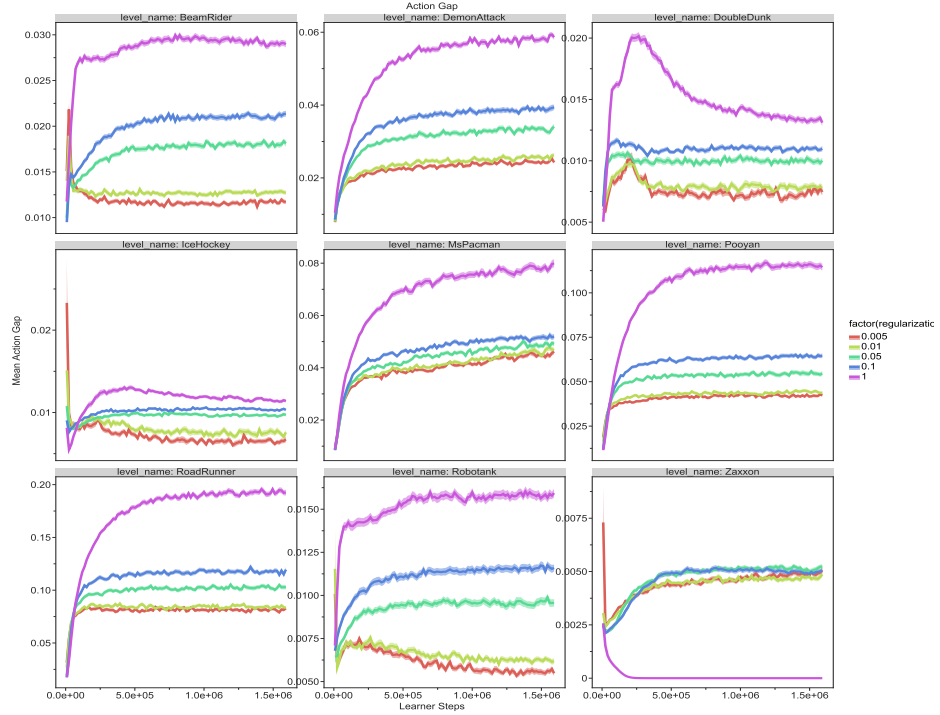 Action Gap
level_name: BeamRider
level_name: DemonAttack
level_name: DoubleDunk
0.030
0.025
0.020
0.015
0.010
0.06
0.04
0.02
0.020
0.015
0.010
0.005
level_name: IceHockey
level_name: MsPacman
level_name: Pooyan
Mean Action Gap
0.02
0.01
0.08
0.06
0.04
0.02
0.100
0.075
0.050
0.025
factor(regularizatic
0.005
0.01
0.05
0.1
1
level_name: RoadRunner
level_name: Robotank
level_name: Zaxxon
0.20
0.15
0.10
0.05
0.0150
0.0125
0.0100
0.0075
0.0050
0.0075
0.0050
0.0025
0
0.0e+00 5.0e+05 1.0e+06 1.5e+06
0.0e+00 5.0e+05 1.0e+06 1.5e+06
0.0e+00 5.0e+05 1.0e+06 1.5e+06
Learner Steps